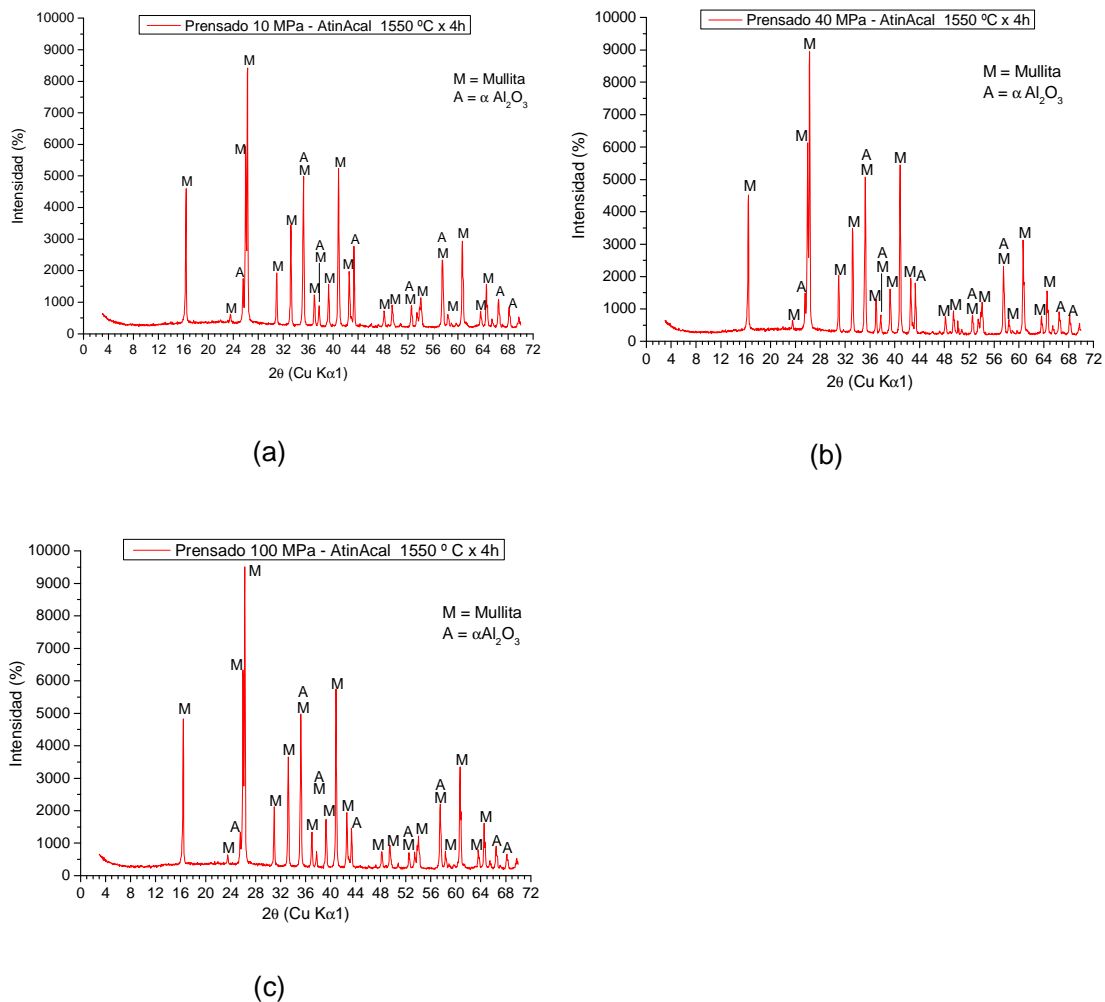 Prensado 10 MPa - AtinAcal 1550 ºC x 4h
M = Mullita
A = α Al2O3
Intensidad (%)
10000
9000
8000
7000
6000
5000
4000
3000
2000
1000
0
M
M
M
A
M
M
A
M
M
A
M
M
M
M
A
M
M
A
M
M
A
M
M
M
M
A
A
0 4 8 12 16 20 24 28 32 36 40 44 48 52 56 60 64 68 72
2θ (Cu Kα1)
(a)
Prensado 40 MPa - AtinAcal 1550 ºC x 4h
M = Mullita
A = α Al2O3
Intensidad (%)
10000
9000
8000
7000
6000
5000
4000
3000
2000
1000
0
M
M
M
A
M
M
M
A
M
M
A
M
M
M
M
A
M
M
A
M
M
A
M
M
M
M
A
A
0 4 8 12 16 20 24 28 32 36 40 44 48 52 56 60 64 68 72
2θ (Cu Kα1)
(b)
Prensado 100 MPa - AtinAcal 1550 º C x 4h
M = Mullita
A = αAl2O3
Intensidad (%)
10000
9000
8000
7000
6000
5000
4000
3000
2000
1000
0
M
M
M
A
M
M
M
A
M
M
A
M
M
M
M
A
M
M
A
M
M
A
M
M
M
M
M
A
A
0 4 8 12 16 20 24 28 32 36 40 44 48 52 56 60 64 68 72
2θ (Cu Kα1)
(c)